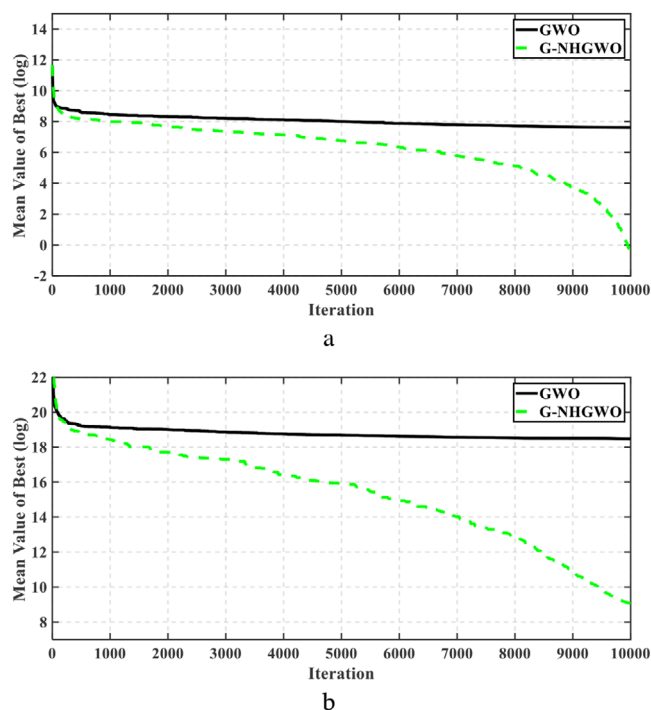 14
12
10
8
6
4
2
0
-2
Mean Value of Best (log)
GWO
G-NHGWO
0 1000 2000 3000 4000 5000 6000 7000 8000 9000 10000
Iteration
a
22
20
18
16
14
12
10
8
Mean Value of Best (log)
GWO
G-NHGWO
0 1000 2000 3000 4000 5000 6000 7000 8000 9000 10000
Iteration
b